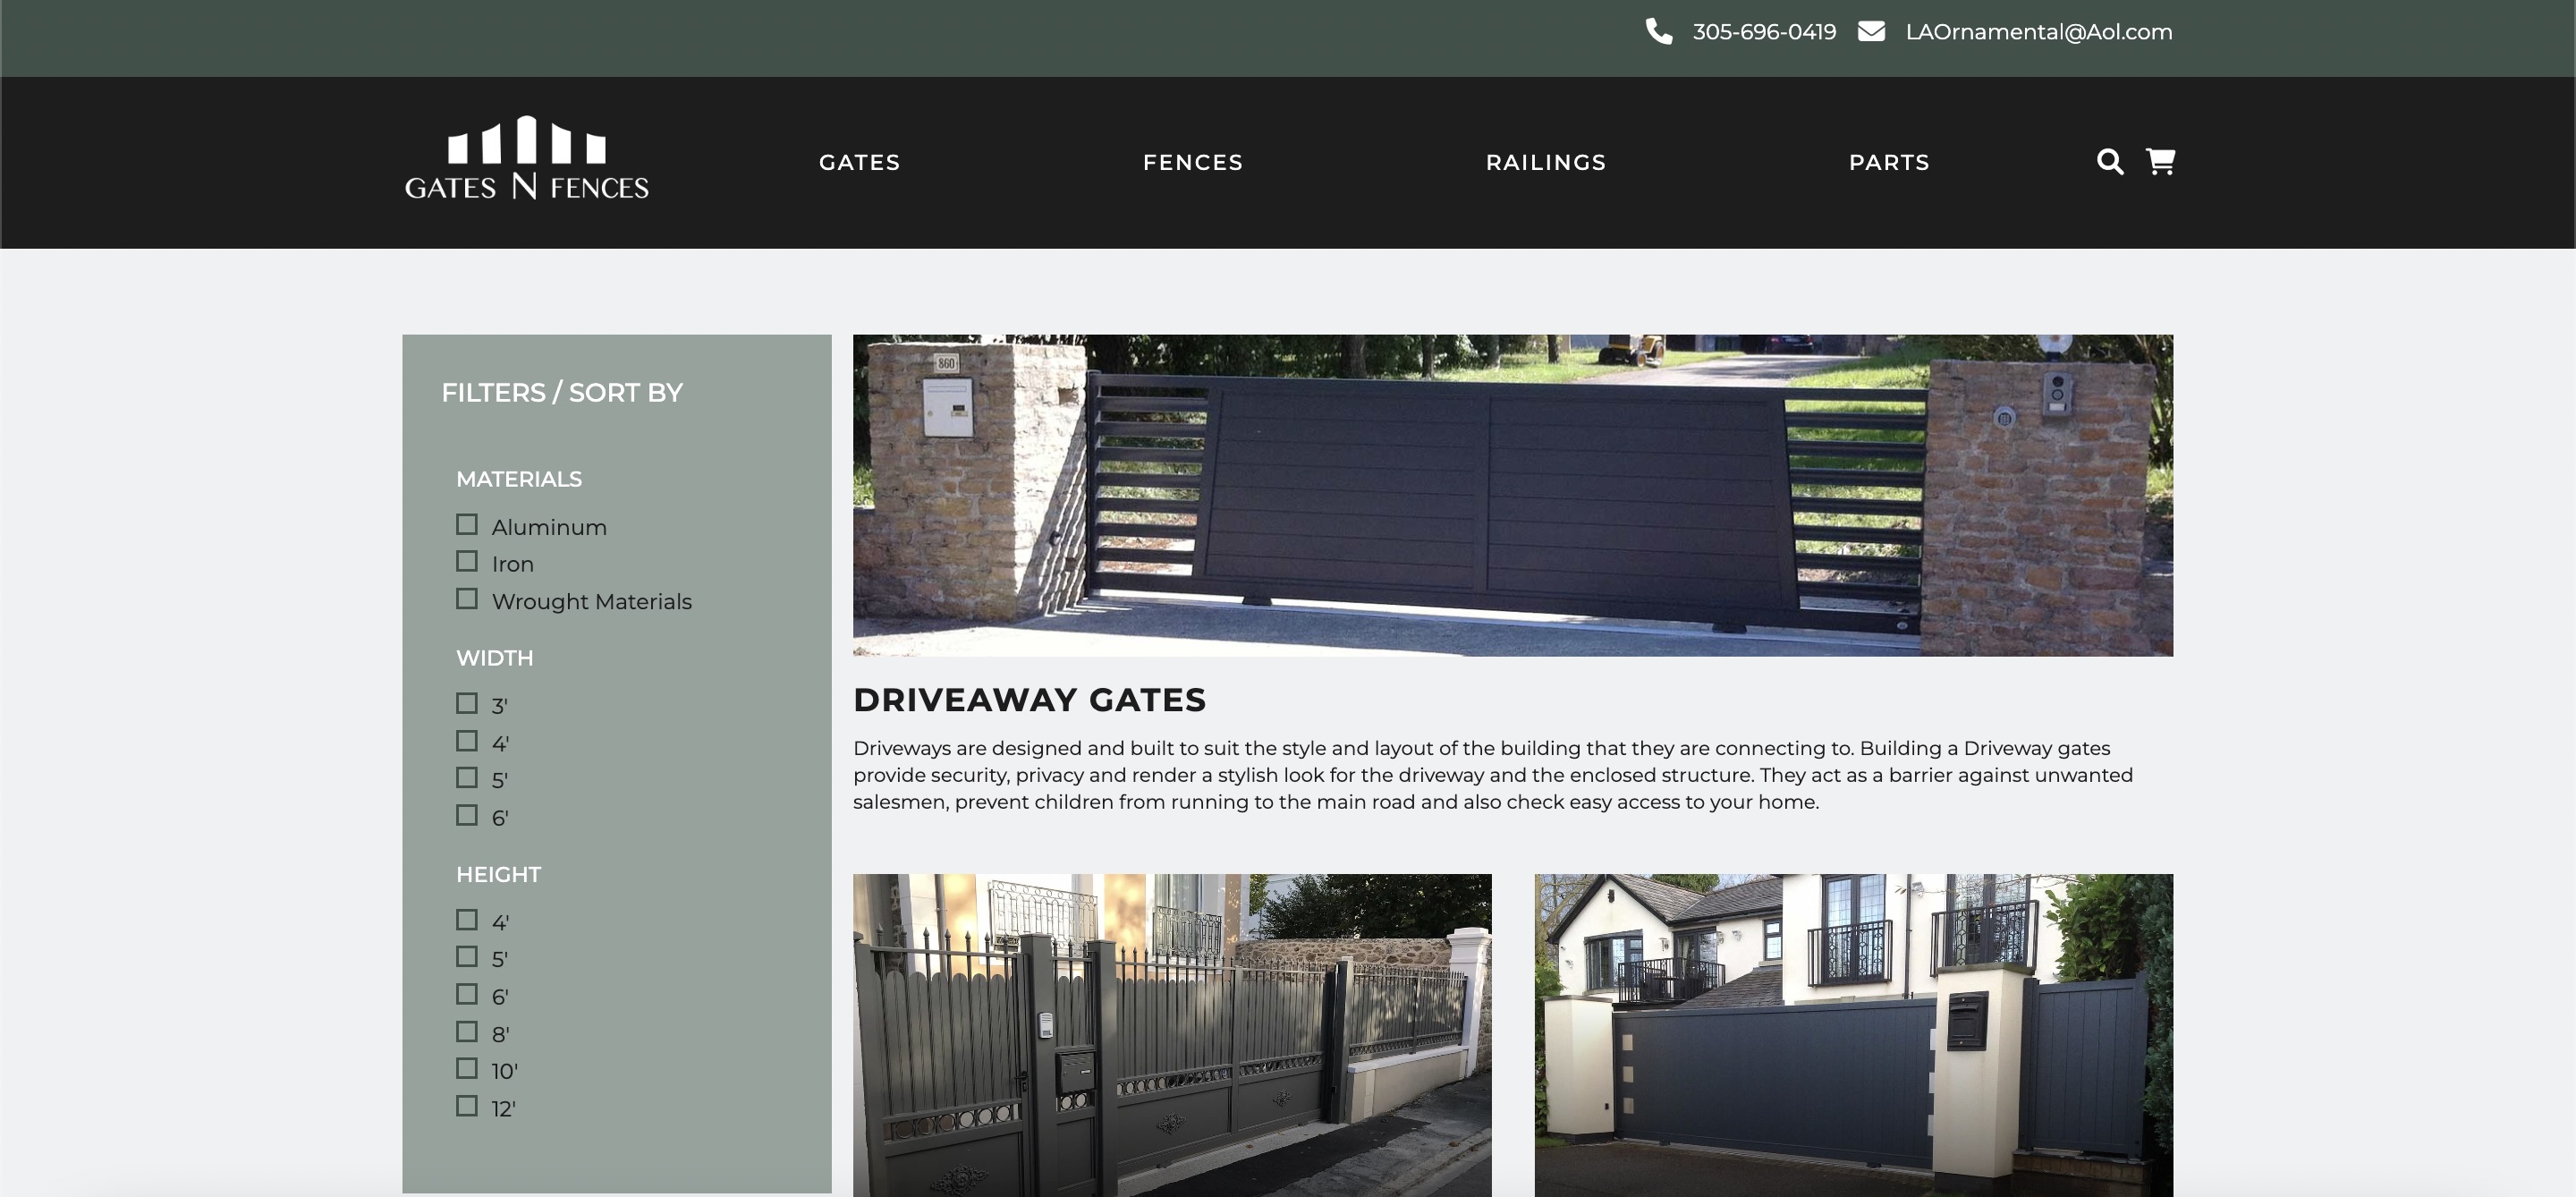 305-696-0419 LAOrnamental@Aol.com
GATES N FENCES
GATES FENCES RAILINGS PARTS
FILTERS / SORT BY
MATERIALS
Aluminum
Iron
Wrought Materials
WIDTH
3'
4'
5'
6'
HEIGHT
4'
5'
6'
8'
10'
12'
860
DRIVEAWAY GATES
Driveways are designed and built to suit the style and layout of the building that they are connecting to. Building a Driveway gates
provide security, privacy and render a stylish look for the driveway and the enclosed structure. They act as a barrier against unwanted
salesmen, prevent children from running to the main road and also check easy access to your home.